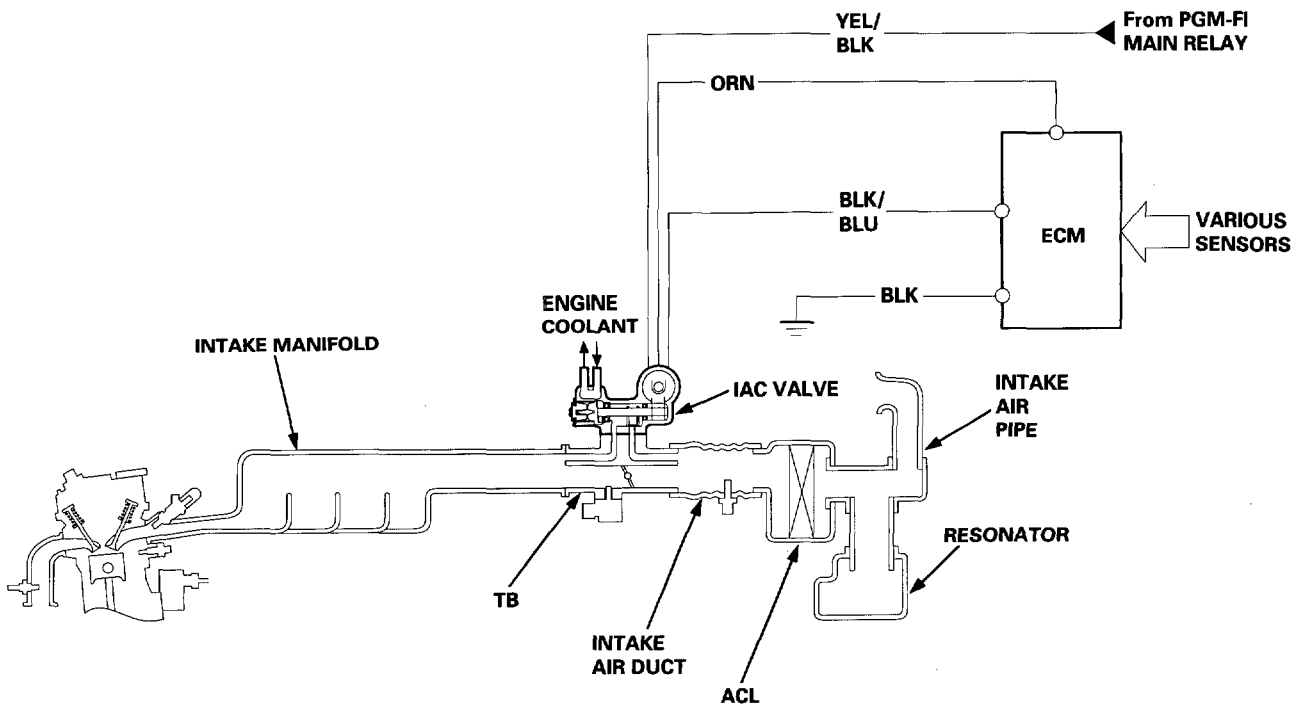 YEL/
BLK
From PGM-FI
MAIN RELAY
ORN
BLK/
BLU
ECM
VARIOUS
SENSORS
BLK
ENGINE
COOLANT
INTAKE MANIFOLD
IAC VALVE
INTAKE
AIR
PIPE
RESONATOR
TB
INTAKE
AIR DUCT
ACL